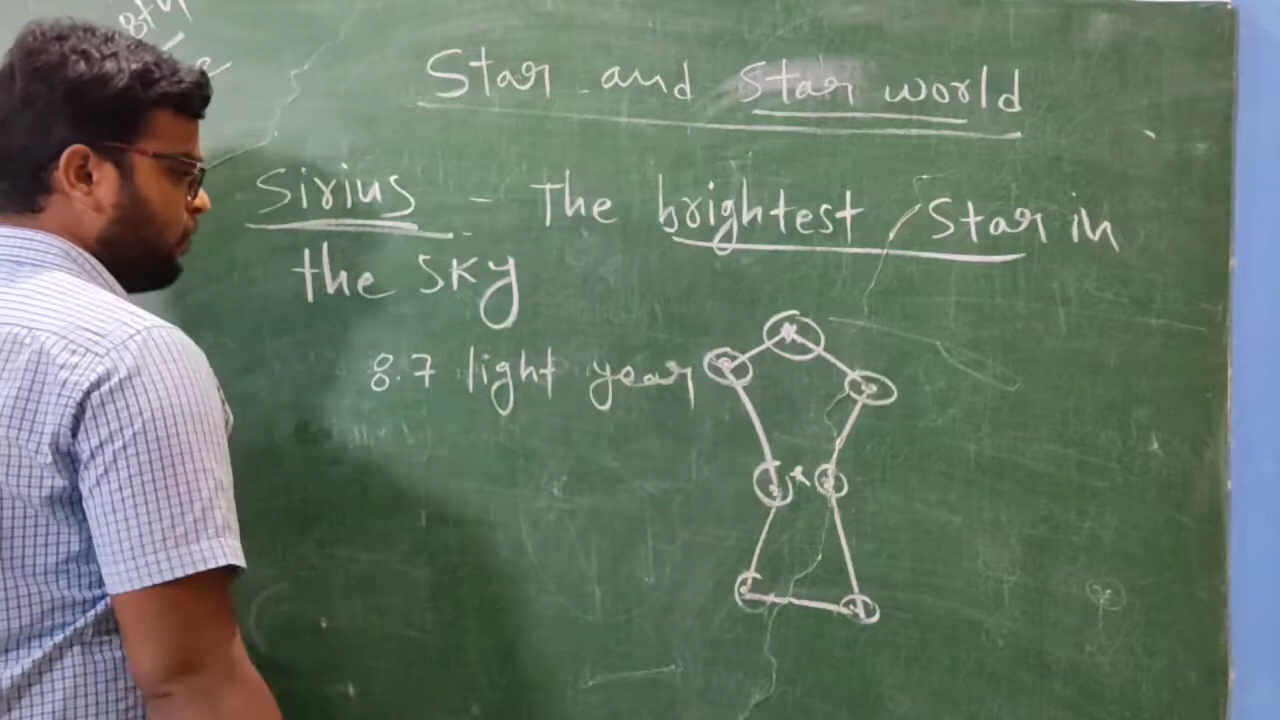 Star and Star world
Sirius - The brightest Star in
the sky
8.7 light year